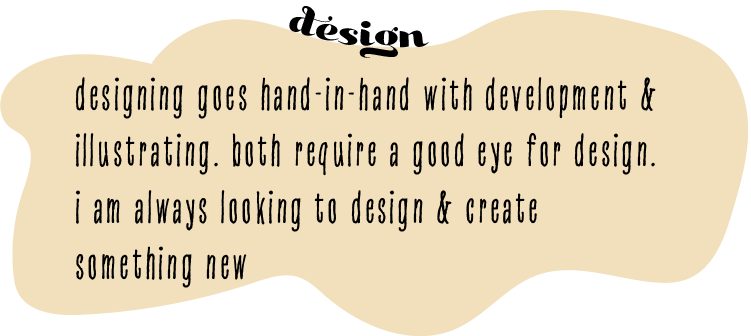 design
designing goes hand-in-hand with development &
illustrating. both require a good eye for design.
i am always looking to design & create
something new